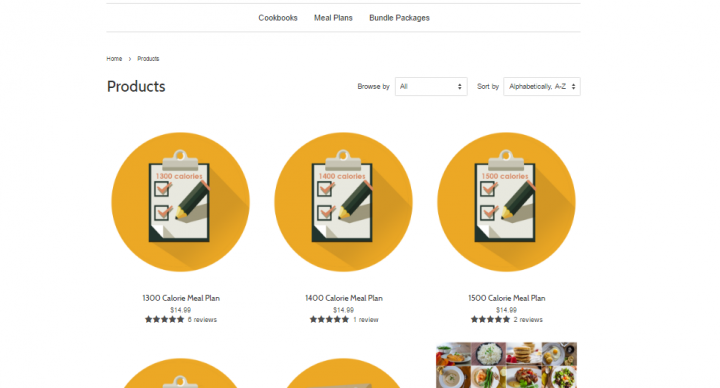 Cookbooks Meal Plans Bundle Packages
Home › Products
Products
Browse by All Sort by Alphabetically, A-Z
1300 calories 1400 calories 1500 calories
1300 Calorie Meal Plan 1400 Calorie Meal Plan 1500 Calorie Meal Plan
$14.99 $14.99 $14.99
6 reviews 1 review 2 reviews